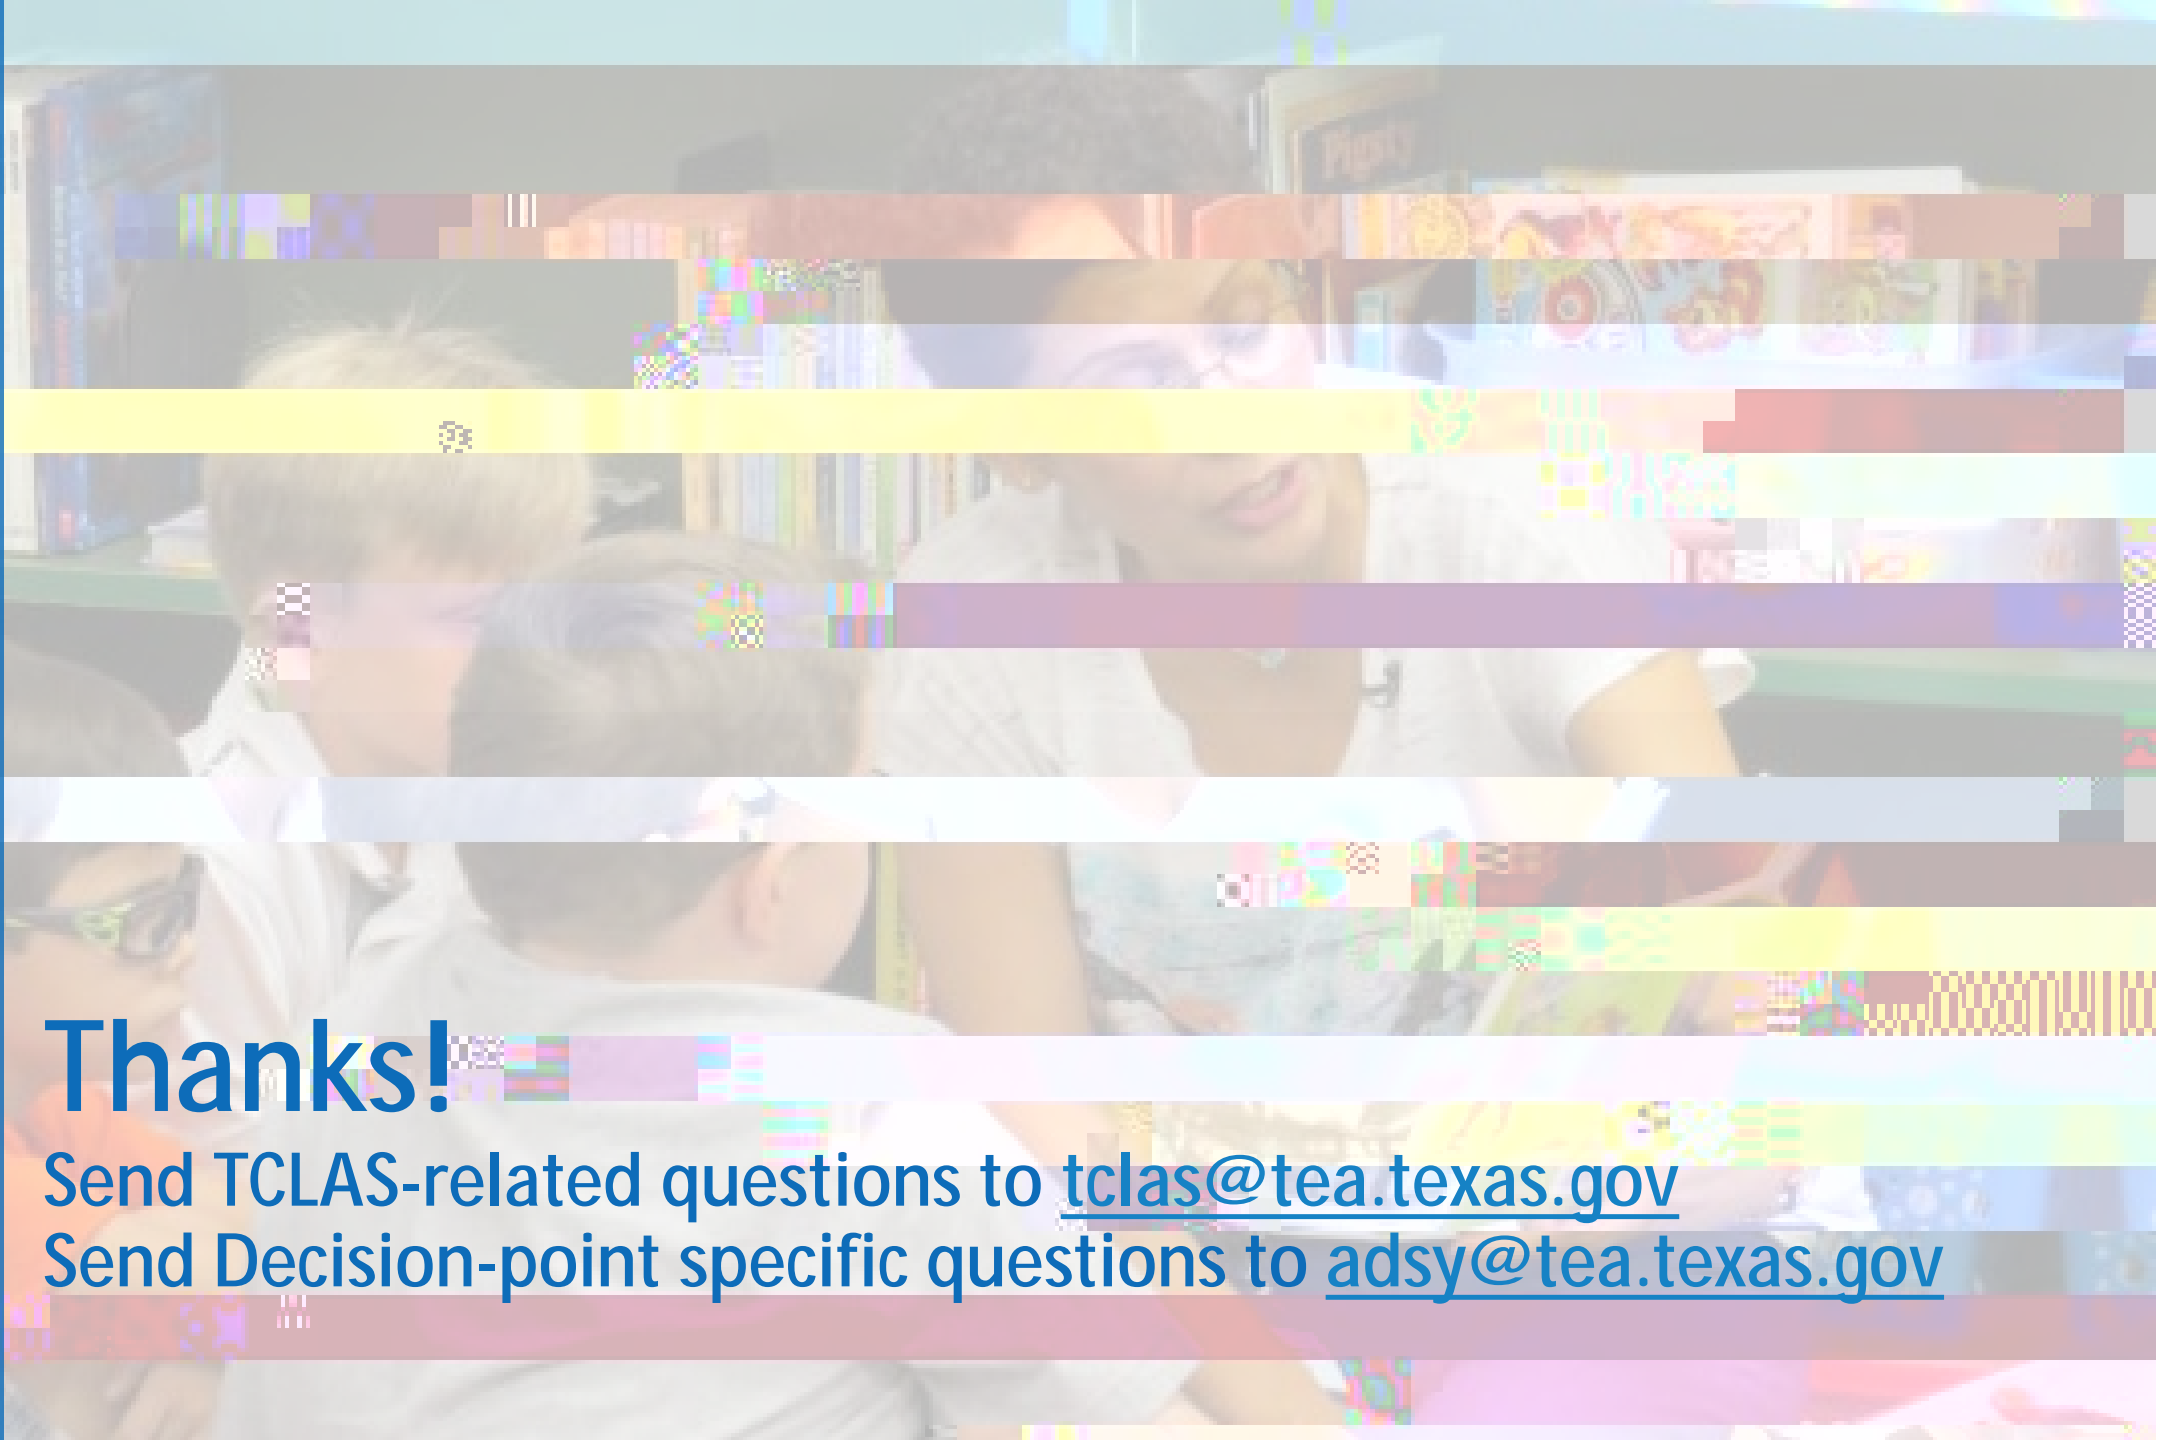 Pigsty
Thanks!
Send TCLAS-related questions to tclas@tea.texas.gov
Send Decision-point specific questions to adsy@tea.texas.gov